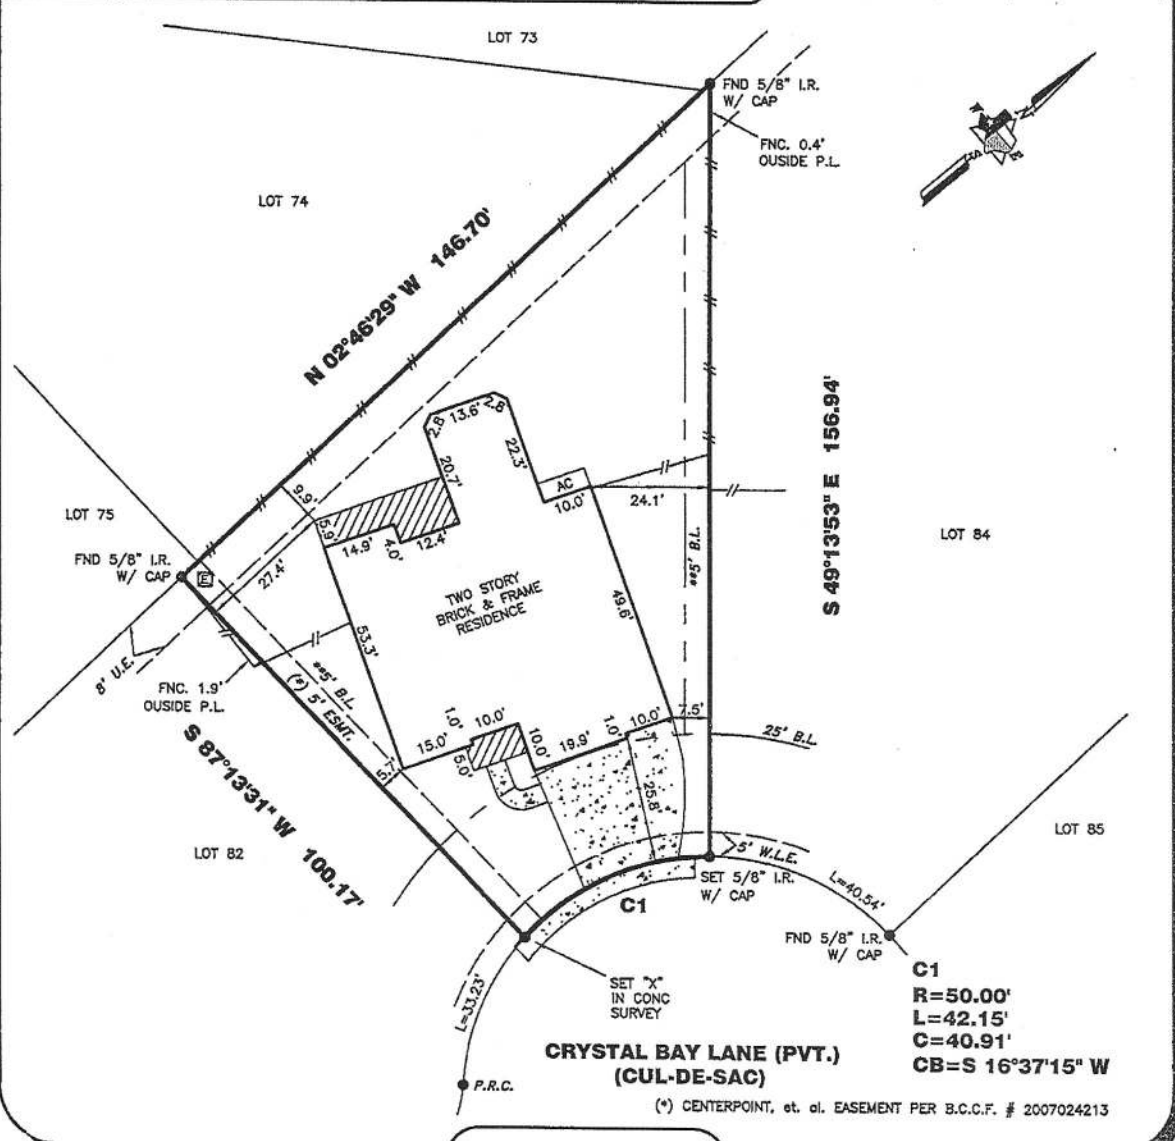 LOT 73
FND 5/8" I.R.
W/ CAP
FNC. 0.4'
OUSIDE P.L.
N
S
E
LOT 74
N 02°46'29" W 146.70'
S 49°13'53" E 156.94'
2.8
13.6'
2.8'
22.3'
20.7'
AC
10.0'
24.1'
9.9'
5.9'
14.9'
4.0'
12.4'
LOT 75
LOT 84
FND 5/8" I.R.
W/ CAP
E
27.4'
TWO STORY
BRICK & FRAME
RESIDENCE
**5' B.L.
49.6'
53.3'
8' U.E.
FNC. 1.9'
OUSIDE P.L.
**5' B.L.
(*) 5' ESMT.
S 87°13'31" W 100.17'
1.0'
10.0'
15.0'
5.0'
10.0'
19.9'
1.0'
10.0'
7.5'
25' B.L.
5.7'
25.8'
LOT 82
LOT 85
5' W.L.E.
SET 5/8" I.R.
W/ CAP
C1
L=40.54'
FND 5/8" I.R.
W/ CAP
SET "X"
IN CONC
SURVEY
L=33.23'
C1
R=50.00'
L=42.15'
C=40.91'
CB=S 16°37'15" W
CRYSTAL BAY LANE (PVT.)
(CUL-DE-SAC)
P.R.C.
(*) CENTERPOINT, et. al. EASEMENT PER B.C.C.F. # 2007024213